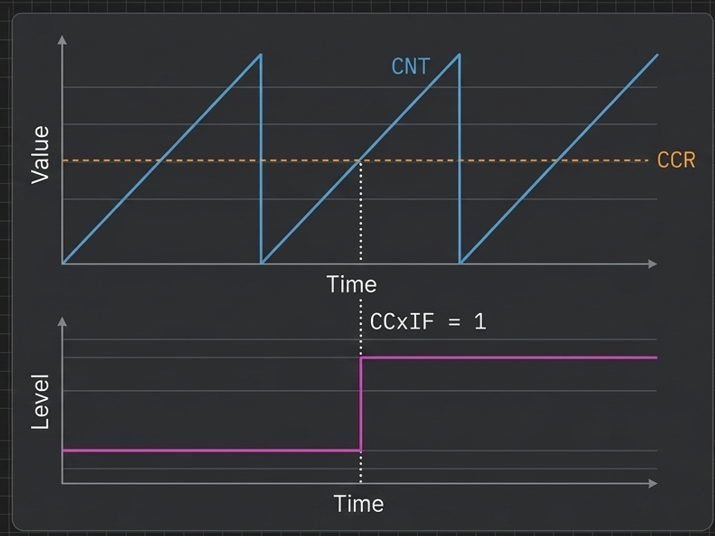 CNT
Value
CCR
Time
CCxIF = 1
Level
Time